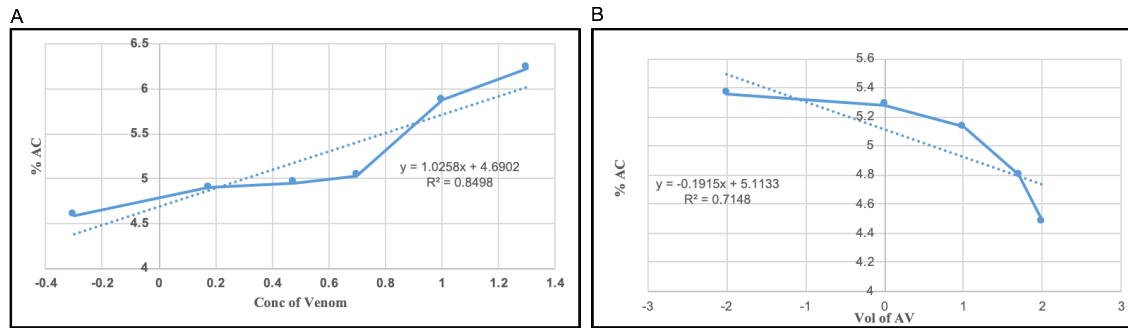 A
6.5
6
5.5
5
4.5
4
% AC
y = 1.0258x + 4.6902
R² = 0.8498
-0.4 -0.2 0 0.2 0.4 0.6 0.8 1 1.2 1.4
Conc of Venom
B
5.6
5.4
5.2
5
4.8
4.6
4.4
4.2
4
% AC
y = -0.1915x + 5.1133
R² = 0.7148
-3 -2 -1 0 1 2 3
Vol of AV